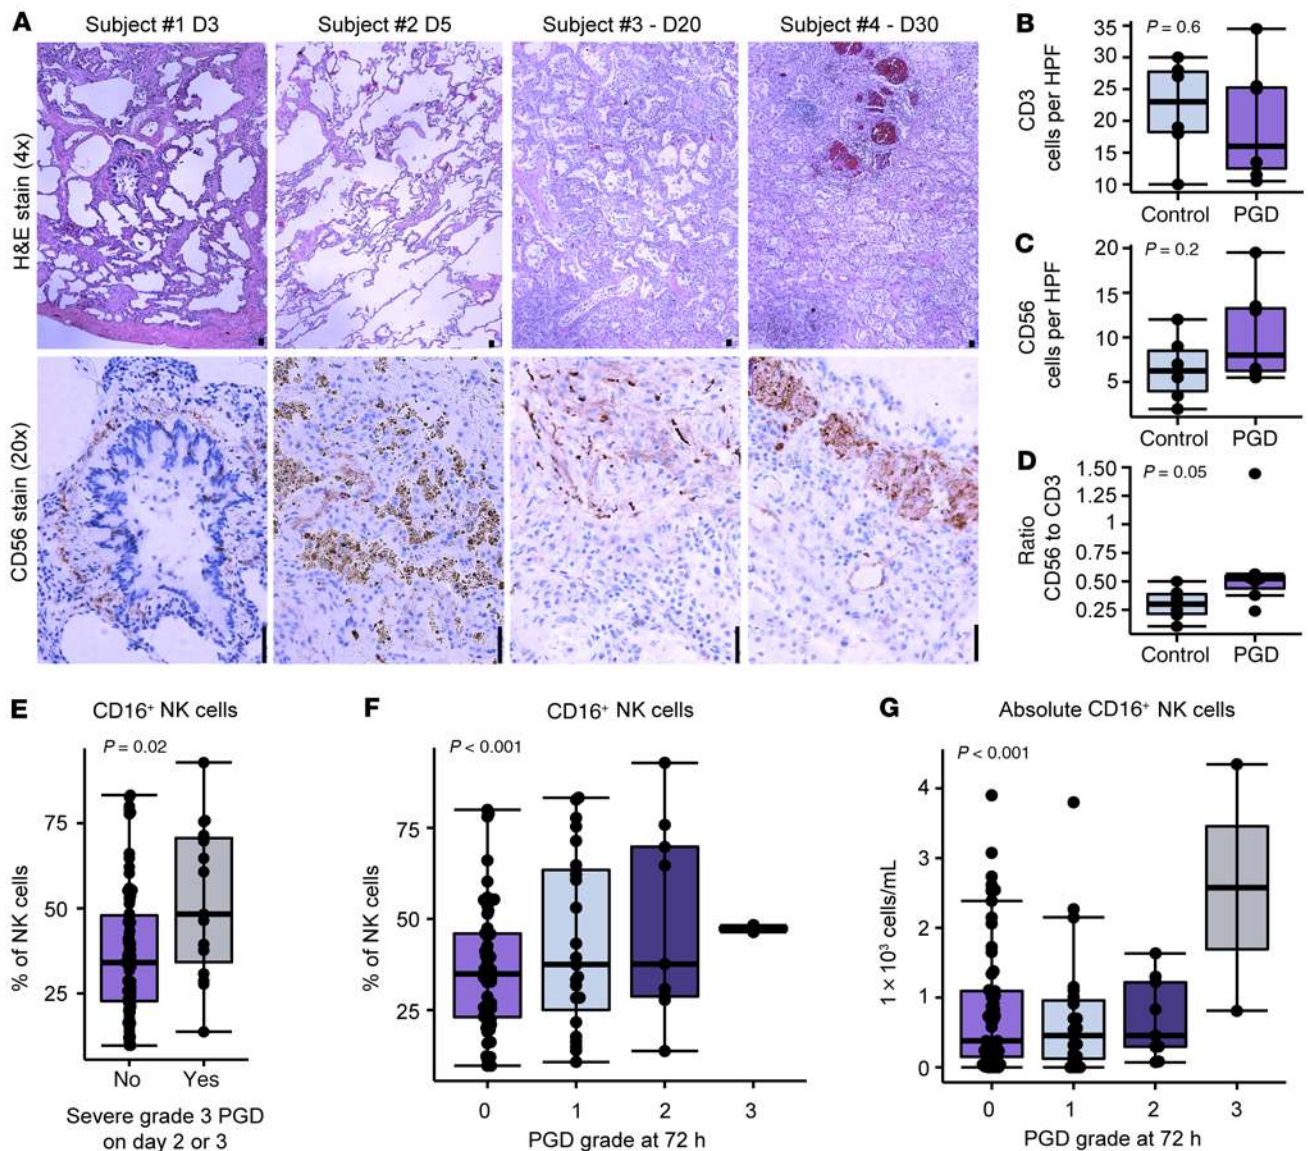 A
Subject #1 D3
Subject #2 D5
Subject #3 - D20
Subject #4 - D30
H&E stain (4x)
CD56 stain (20x)
B
P = 0.6
CD3
cells per HPF
35
30
25
20
15
10
Control
PGD
C
P = 0.2
CD56
cells per HPF
20
15
10
5
Control
PGD
D
P = 0.05
Ratio
CD56 to CD3
1.50
1.25
1
0.75
0.50
0.25
Control
PGD
E
CD16⁺ NK cells
P = 0.02
% of NK cells
75
50
25
No
Yes
Severe grade 3 PGD
on day 2 or 3
F
CD16⁺ NK cells
P < 0.001
% of NK cells
75
50
25
0
1
2
3
PGD grade at 72 h
G
Absolute CD16⁺ NK cells
P < 0.001
1 × 10³ cells/mL
4
3
2
1
0
0
1
2
3
PGD grade at 72 h